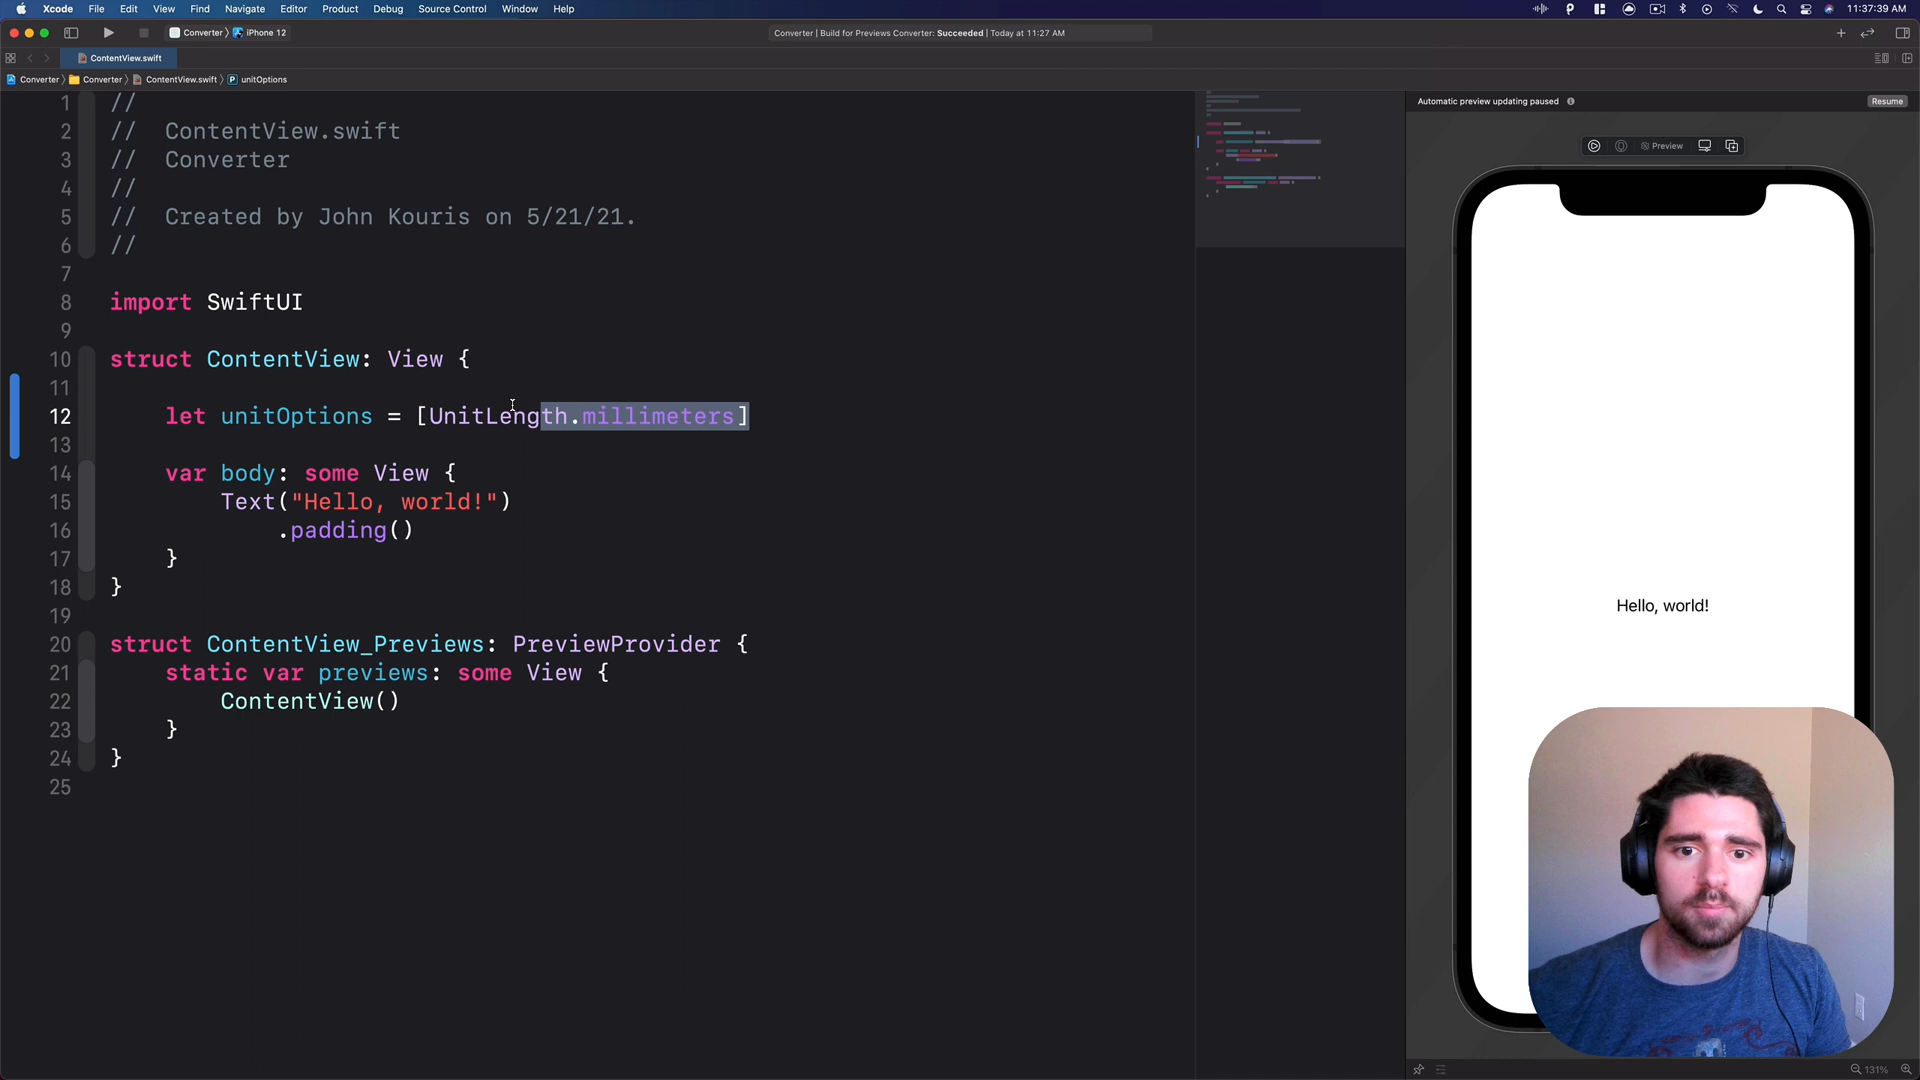 Xcode File Edit View Find Navigate Editor Product Debug Source Control Window Help 11:37:39 AM
Converter iPhone 12 Converter | Build for Previews Converter: Succeeded | Today at 11:27 AM
ContentView.swift
Converter Converter ContentView.swift P unitOptions
Automatic preview updating paused Resume
Preview
1 //
2 // ContentView.swift
3 // Converter
4 //
5 // Created by John Kouris on 5/21/21.
6 //
7
8 import SwiftUI
9
10 struct ContentView: View {
11
12 let unitOptions = [UnitLength.millimeters]
13
14 var body: some View {
15 Text("Hello, world!")
16 .padding()
17 }
18 }
19
20 struct ContentView_Previews: PreviewProvider {
21 static var previews: some View {
22 ContentView()
23 }
24 }
25
Hello, world!
131%